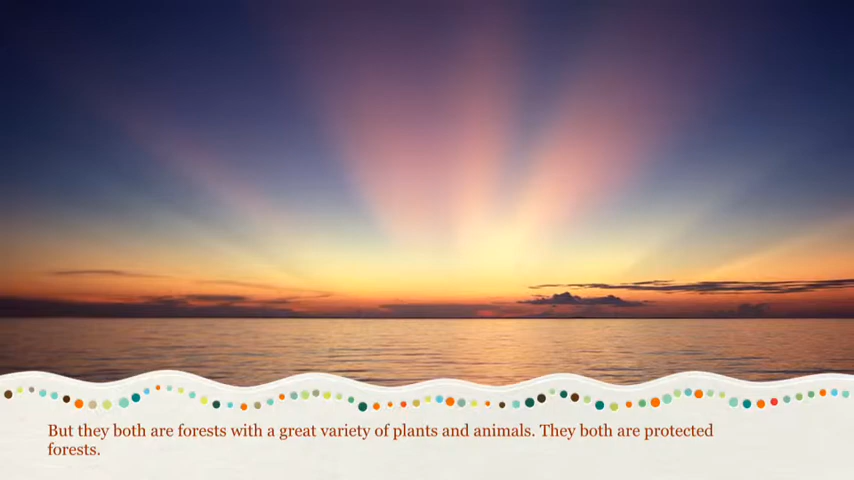 But they both are forests with a great variety of plants and animals. They both are protected
forests.